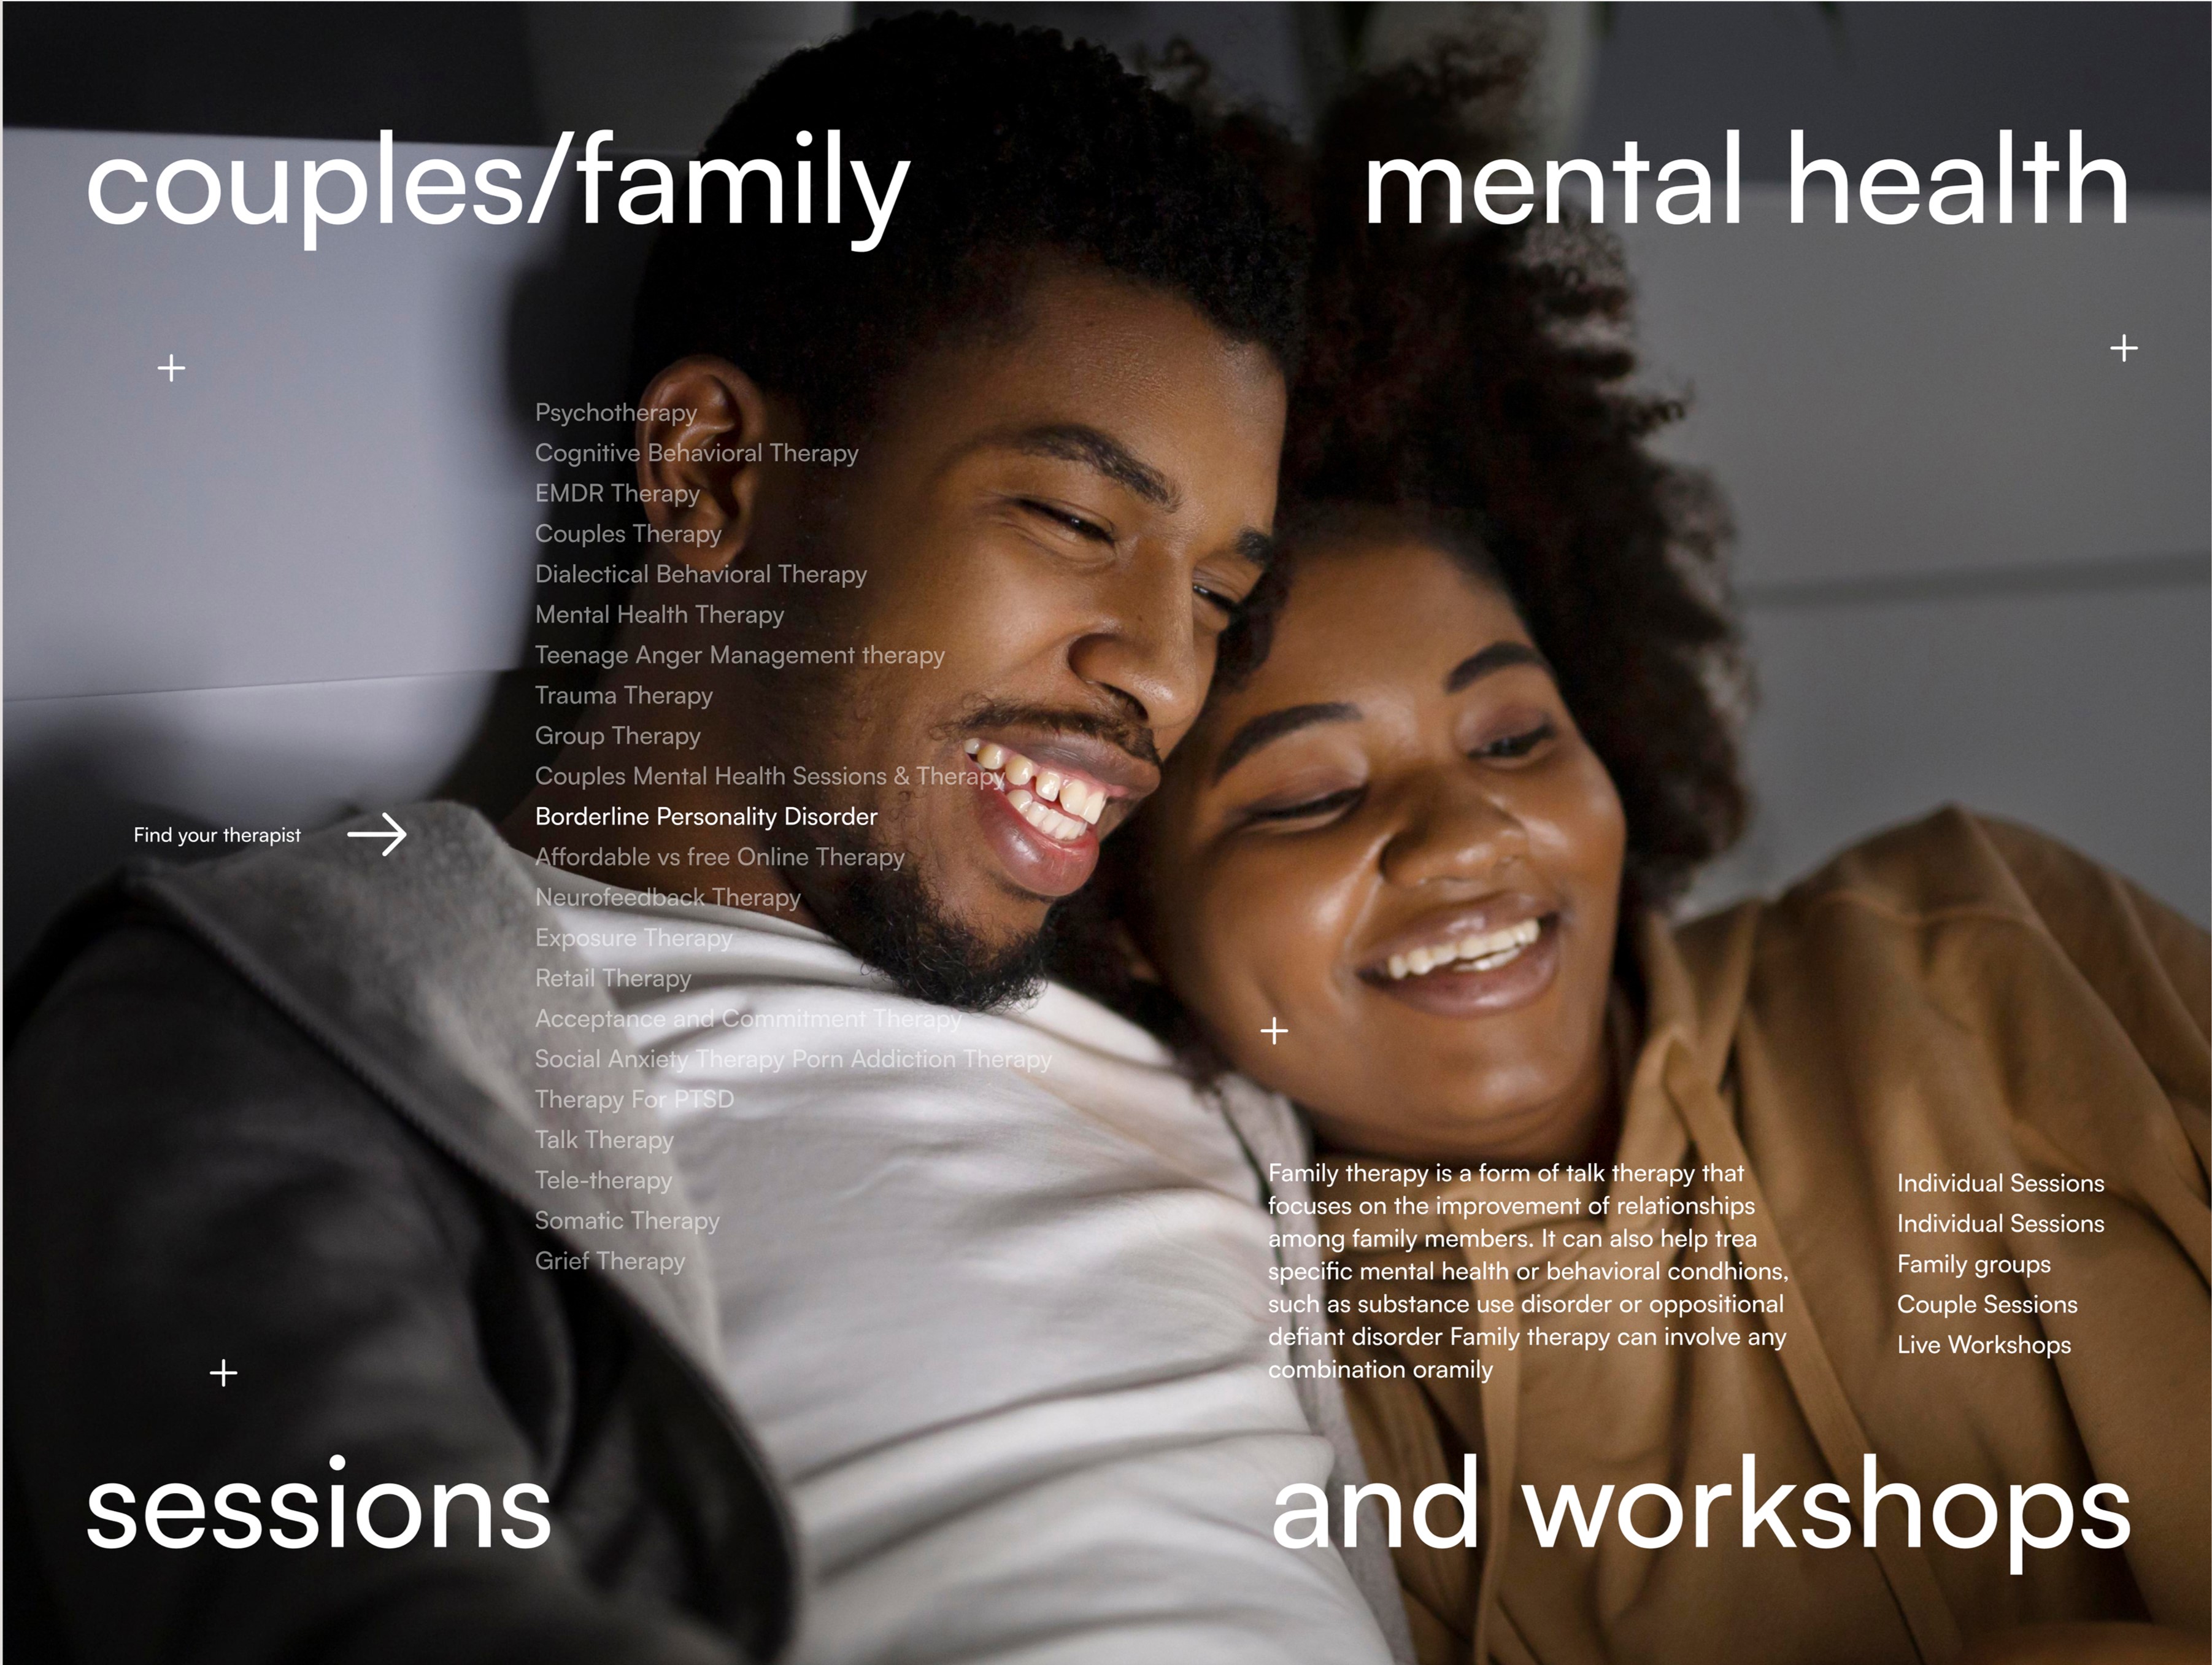 couples/family
mental health
Psychotherapy
Cognitive Behavioral Therapy
EMDR Therapy
Couples Therapy
Dialectical Behavioral Therapy
Mental Health Therapy
Teenage Anger Management therapy
Trauma Therapy
Group Therapy
Couples Mental Health Sessions & Therapy
Borderline Personality Disorder
Find your therapist
Affordable vs free Online Therapy
Neurofeedback Therapy
Exposure Therapy
Retail Therapy
Acceptance and Commitment Therapy
Social Anxiety Therapy Porn Addiction Therapy
Therapy For PTSD
Talk Therapy
Tele-therapy
Somatic Therapy
Grief Therapy
Family therapy is a form of talk therapy that
focuses on the improvement of relationships
among family members. It can also help trea
specific mental health or behavioral condhions,
such as substance use disorder or oppositional
defiant disorder Family therapy can involve any
combination oramily
Individual Sessions
Individual Sessions
Family groups
Couple Sessions
Live Workshops
sessions
and workshops